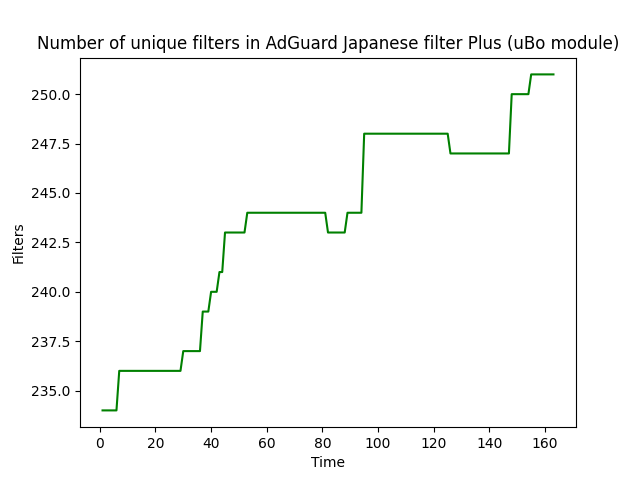 Number of unique filters in AdGuard Japanese filter Plus (uBo module)
250.0
247.5
245.0
242.5
240.0
237.5
235.0
Filters
0 20 40 60 80 100 120 140 160
Time